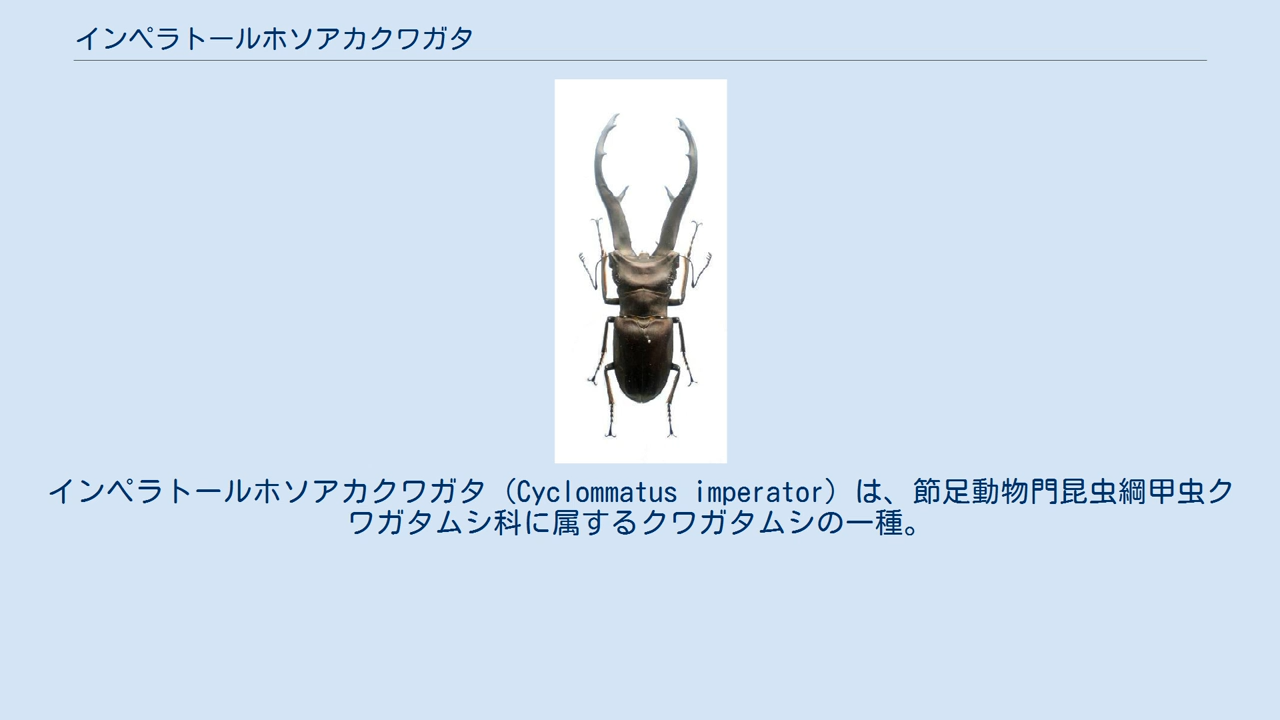 インペラトールホソアカクワガタ
インペラトールホソアカクワガタ（Cyclommatus imperator）は、節足動物門昆虫綱甲虫ク
ワガタムシ科に属するクワガタムシの一種。